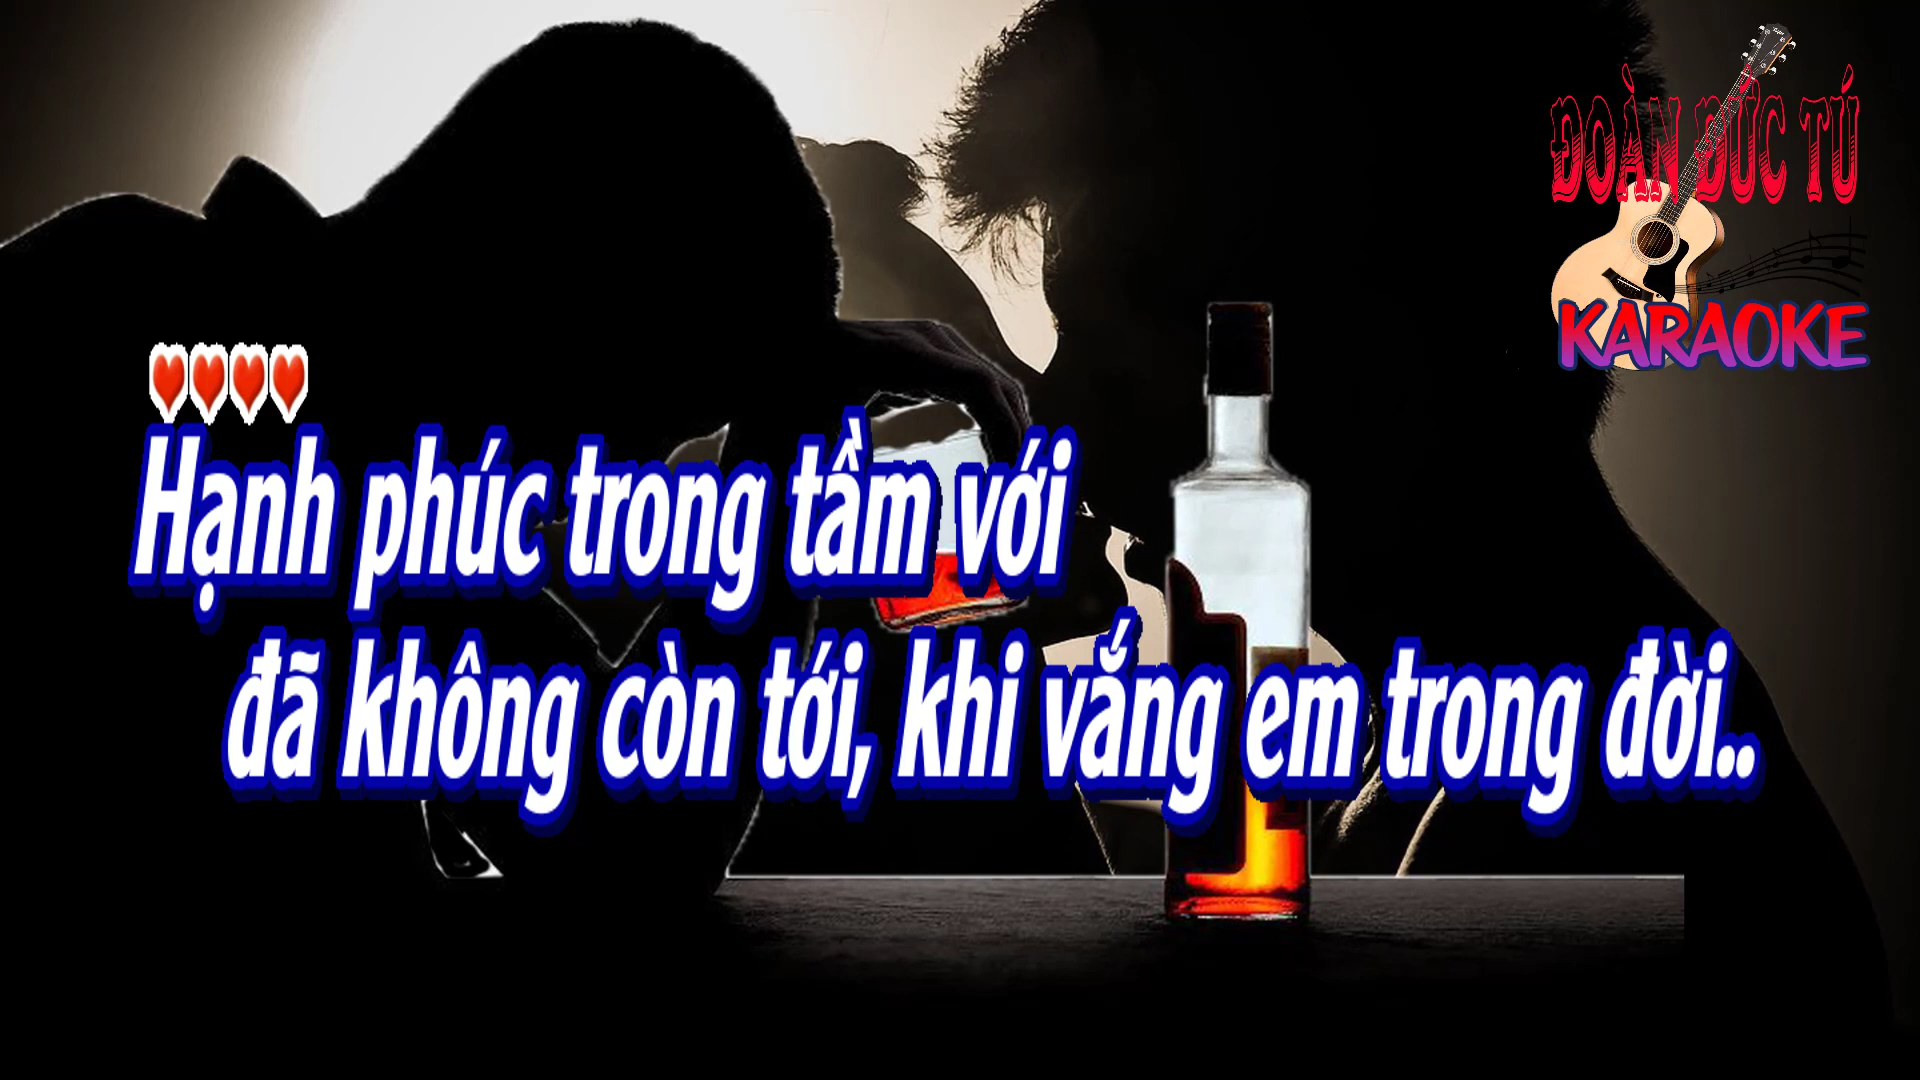 ĐOÀN ĐỨC TÚ
KARAOKE
Hạnh phúc trong tầm với
đã không còn tới, khi vắng em trong đời..